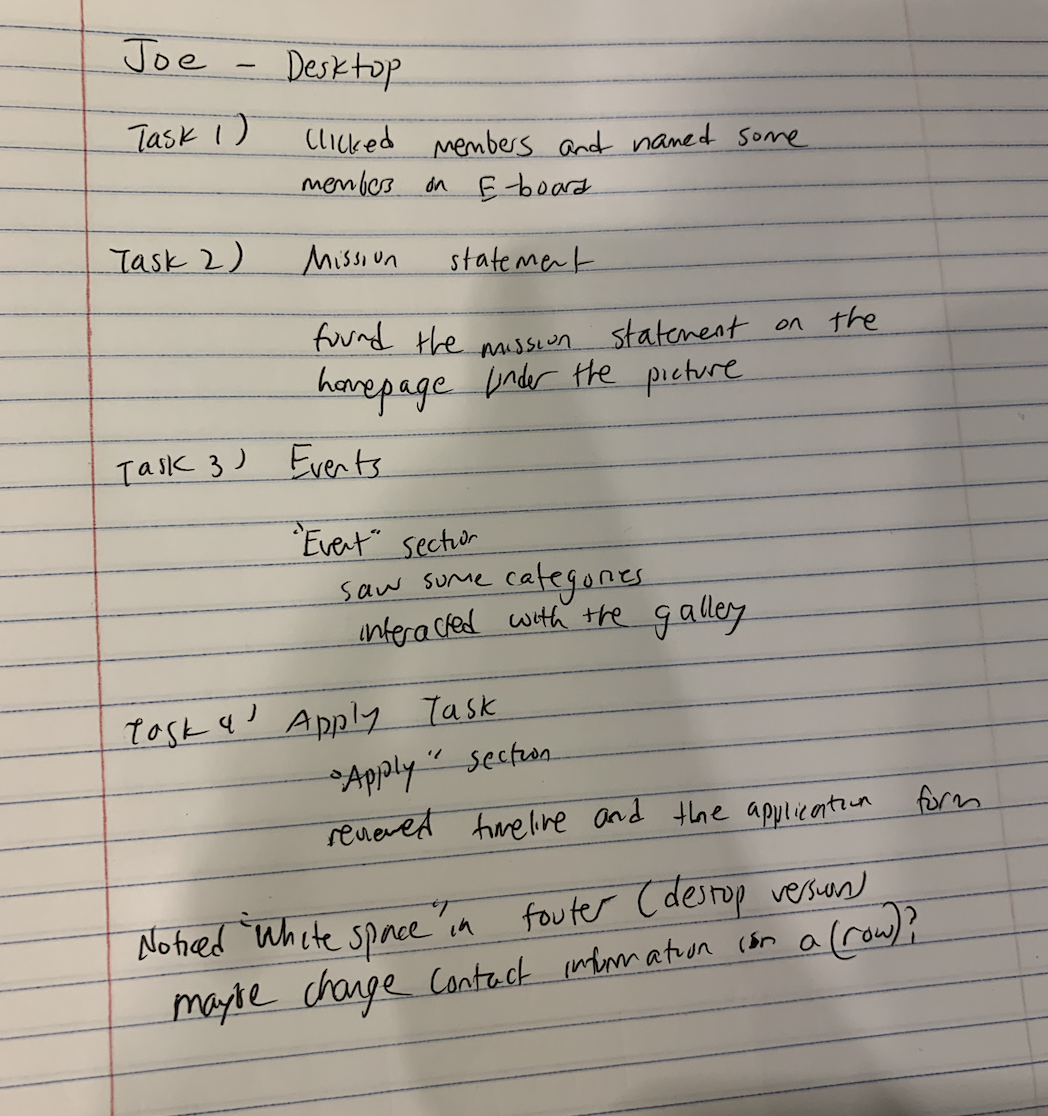 Joe - Desktop
Task 1) Clicked members and named some
members on E-board
Task 2) Mission statement
found the mission statement on the
homepage Under the picture
Task 3) Events
"Event" section
saw some categories
interacted with the gallery
Task 4) Apply Task
"Apply" section
reviewed timeline and the application form
Noticed "White space" in footer (destop version)
maybe change contact information in a (row)?